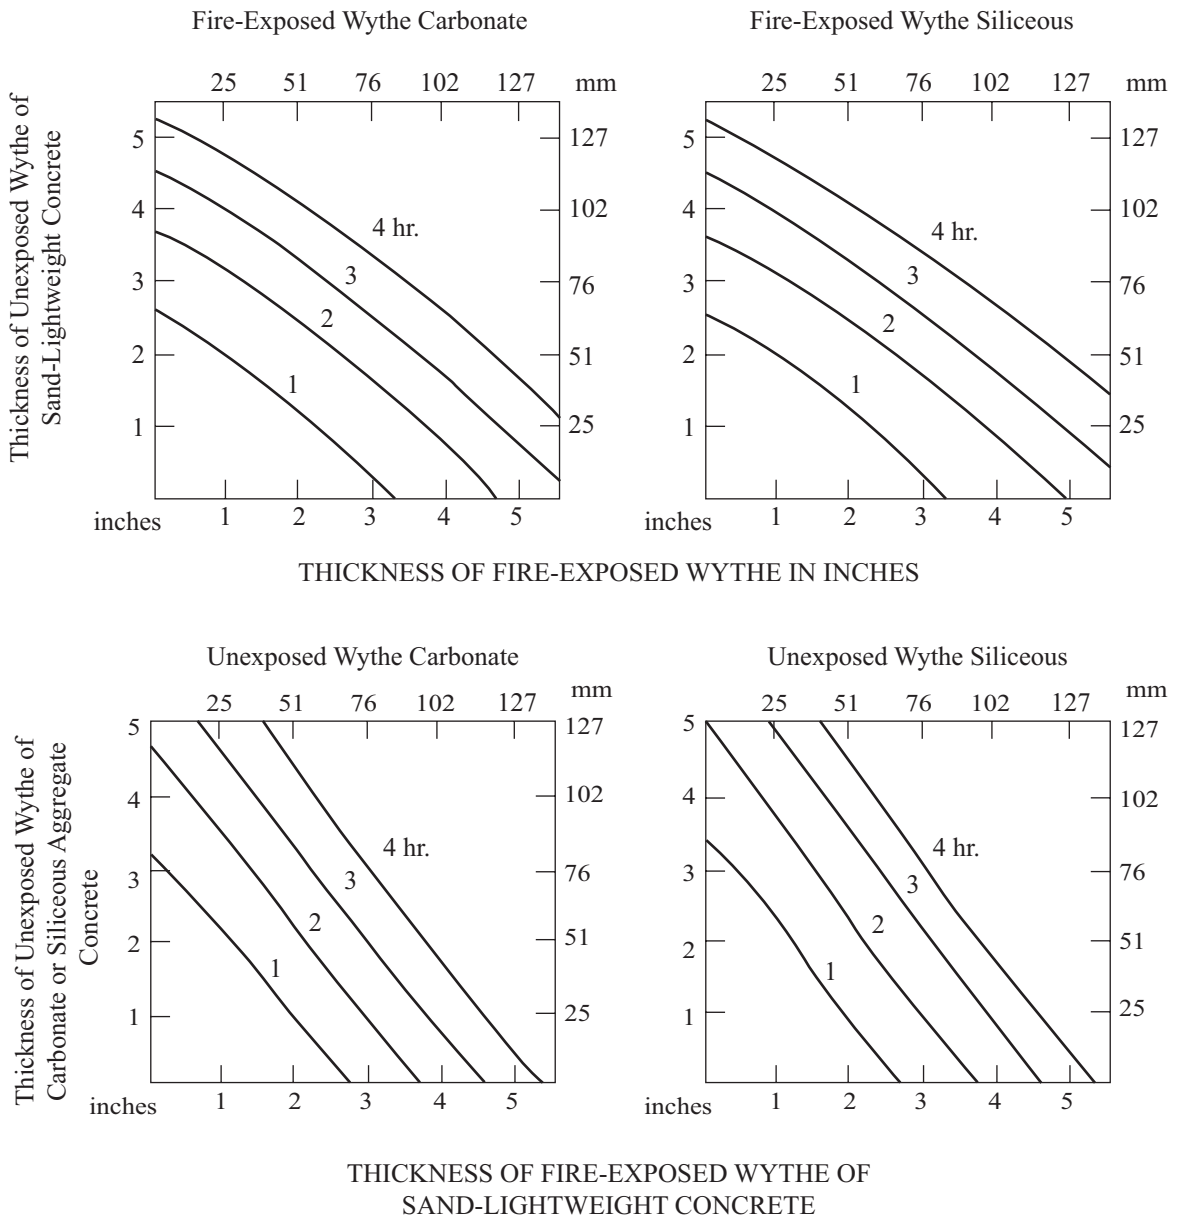 Fire-Exposed Wythe Carbonate
25 51 76 102 127 mm
Thickness of Unexposed Wythe of
Sand-Lightweight Concrete
5
4
3
2
1
127
102
76
51
25
4 hr.
3
2
1
inches 1 2 3 4 5
Fire-Exposed Wythe Siliceous
25 51 76 102 127 mm
5
4
3
2
1
127
102
76
51
25
4 hr.
3
2
1
inches 1 2 3 4 5
THICKNESS OF FIRE-EXPOSED WYTHE IN INCHES
Unexposed Wythe Carbonate
25 51 76 102 127 mm
Thickness of Unexposed Wythe of
Carbonate or Siliceous Aggregate
Concrete
5
4
3
2
1
127
102
76
51
25
4 hr.
3
2
1
inches 1 2 3 4 5
Unexposed Wythe Siliceous
25 51 76 102 127 mm
5
4
3
2
1
127
102
76
51
25
4 hr.
3
2
1
inches 1 2 3 4 5
THICKNESS OF FIRE-EXPOSED WYTHE OF
SAND-LIGHTWEIGHT CONCRETE